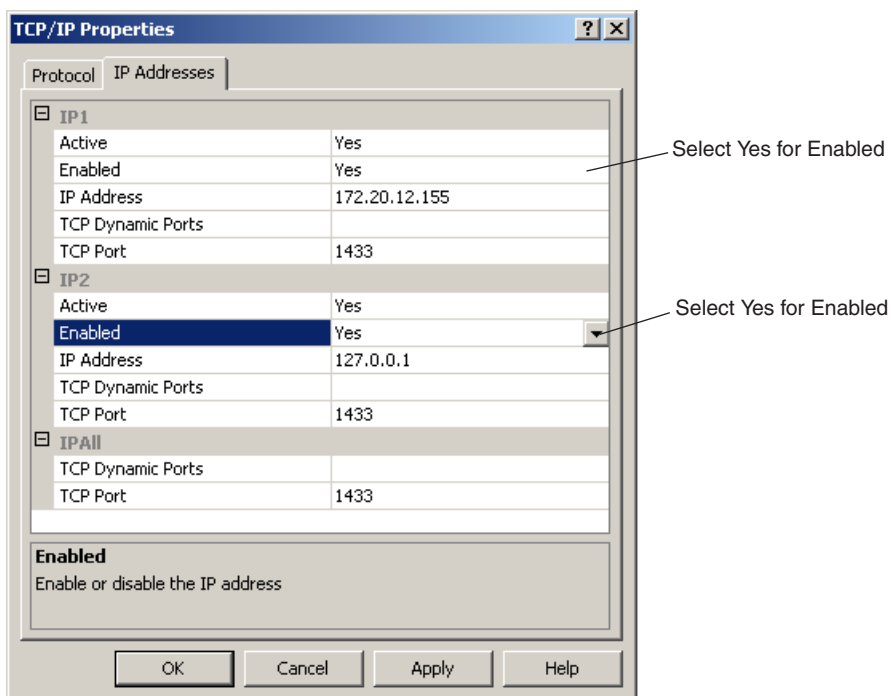 TCP/IP Properties
Protocol IP Addresses
IP1
Active Yes
Enabled Yes
Select Yes for Enabled
IP Address 172.20.12.155
TCP Dynamic Ports
TCP Port 1433
IP2
Active Yes
Enabled Yes
Select Yes for Enabled
IP Address 127.0.0.1
TCP Dynamic Ports
TCP Port 1433
IPAll
TCP Dynamic Ports
TCP Port 1433
Enabled
Enable or disable the IP address
OK Cancel Apply Help